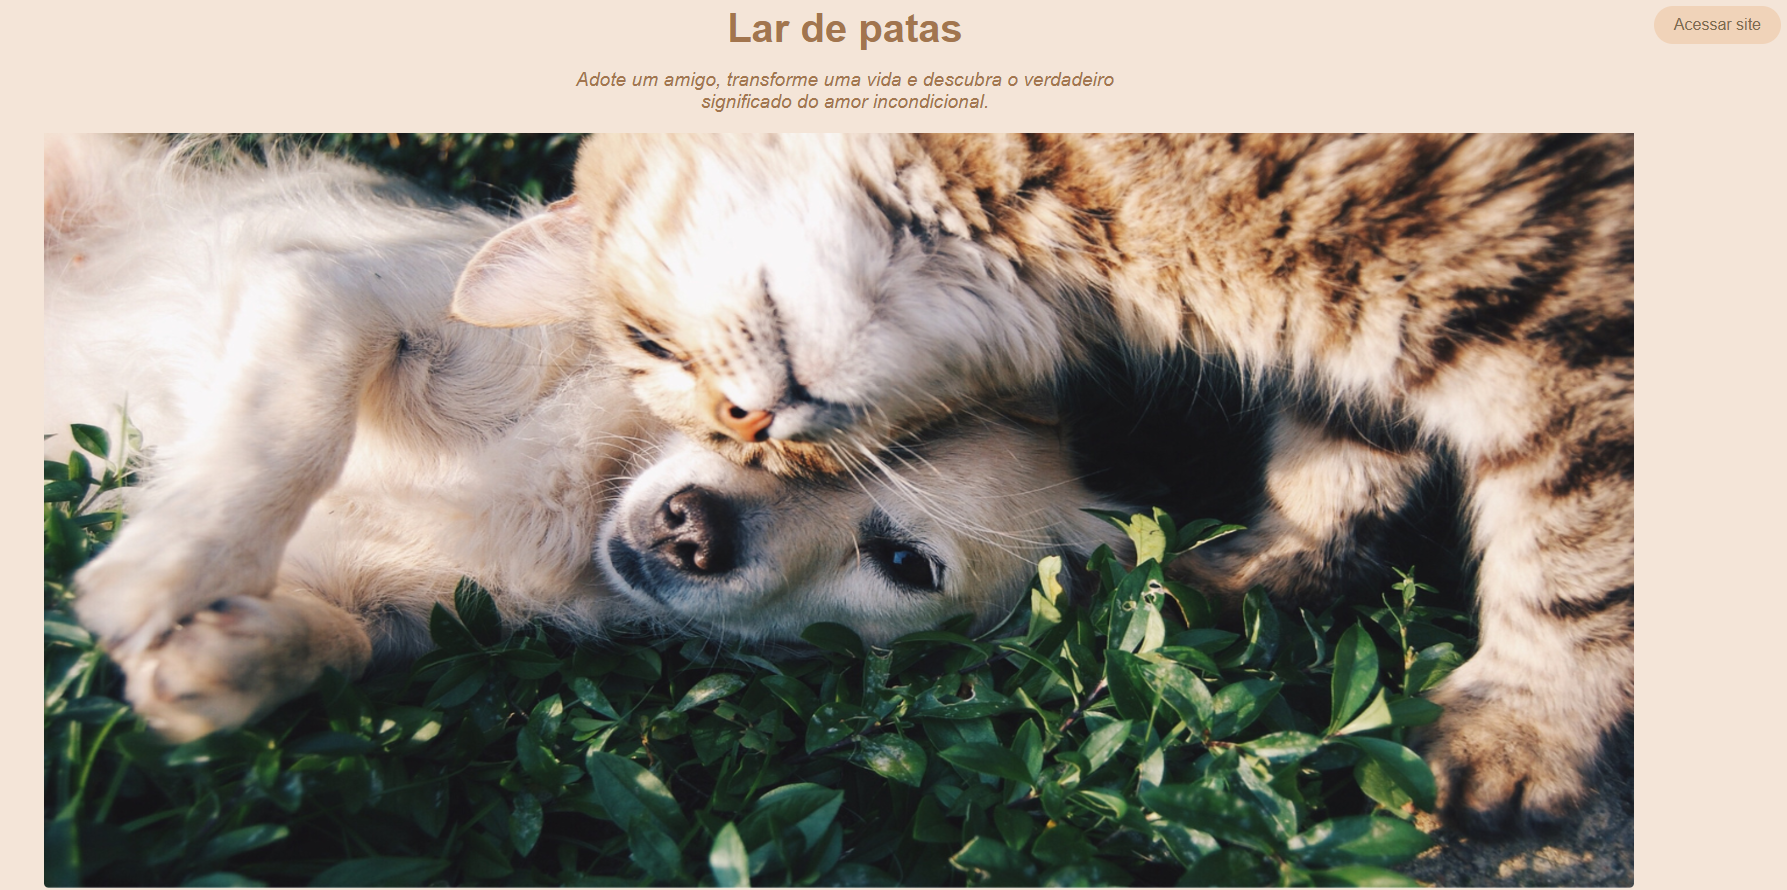 Lar de patas
Acessar site
Adote um amigo, transforme uma vida e descubra o verdadeiro
significado do amor incondicional.